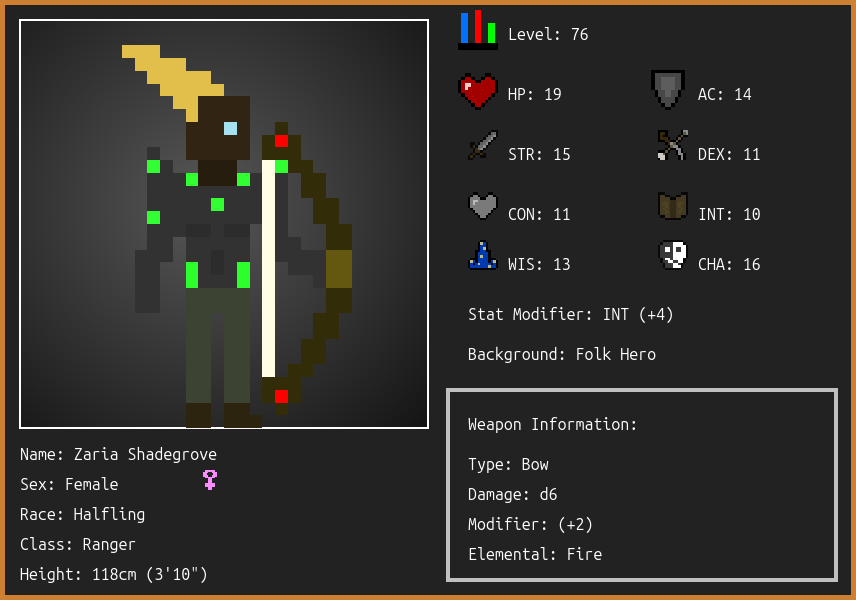 Level: 76
HP: 19
AC: 14
STR: 15
DEX: 11
CON: 11
INT: 10
WIS: 13
CHA: 16
Stat Modifier: INT (+4)
Background: Folk Hero
Weapon Information:
Type: Bow
Damage: d6
Modifier: (+2)
Elemental: Fire
Name: Zaria Shadegrove
Sex: Female
Race: Halfling
Class: Ranger
Height: 118cm (3'10")